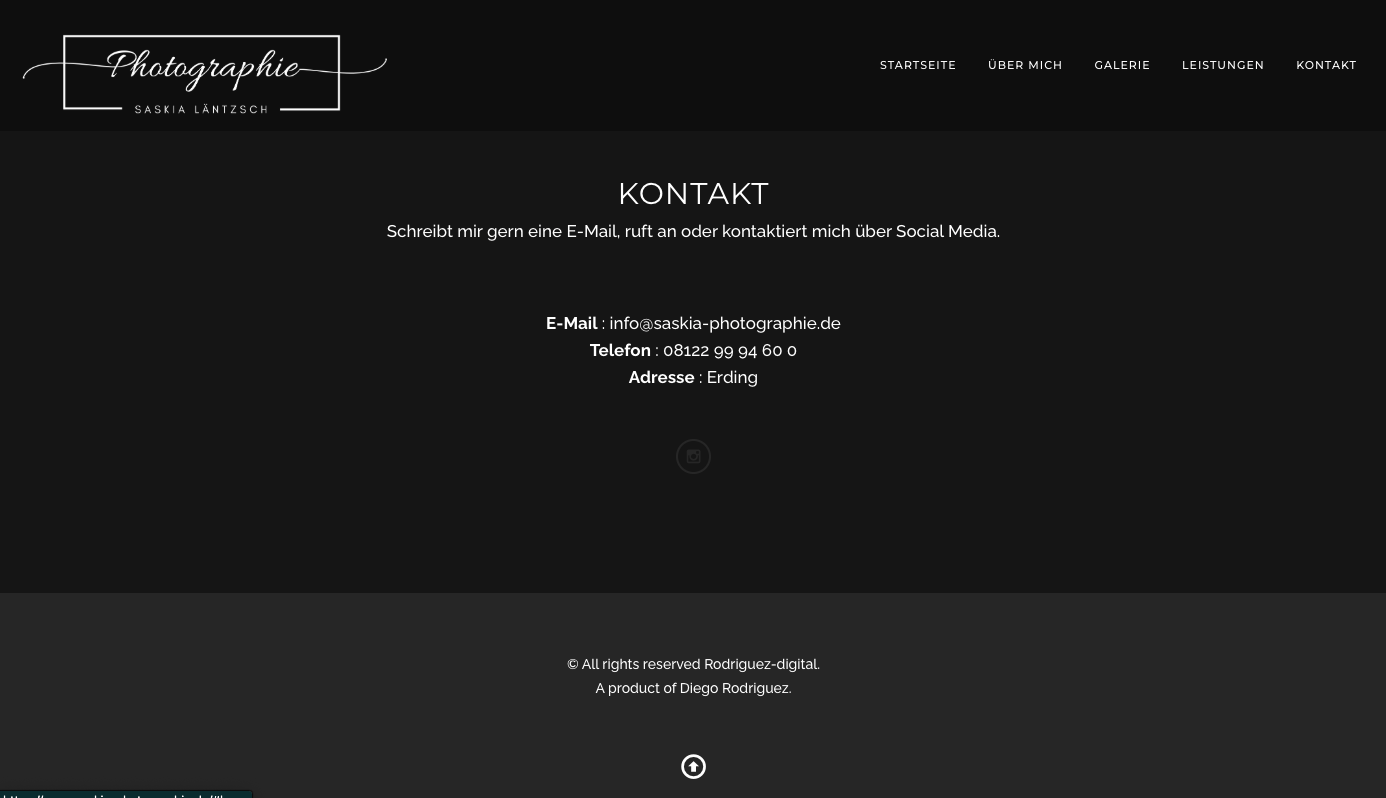 Photographie
SASKIA LÄNTZSCH
STARTSEITE
ÜBER MICH
GALERIE
LEISTUNGEN
KONTAKT
KONTAKT
Schreibt mir gern eine E-Mail, ruft an oder kontaktiert mich über Social Media.
E-Mail : info@saskia-photographie.de
Telefon : 08122 99 94 60 0
Adresse : Erding
© All rights reserved Rodriguez-digital.
A product of Diego Rodriguez.